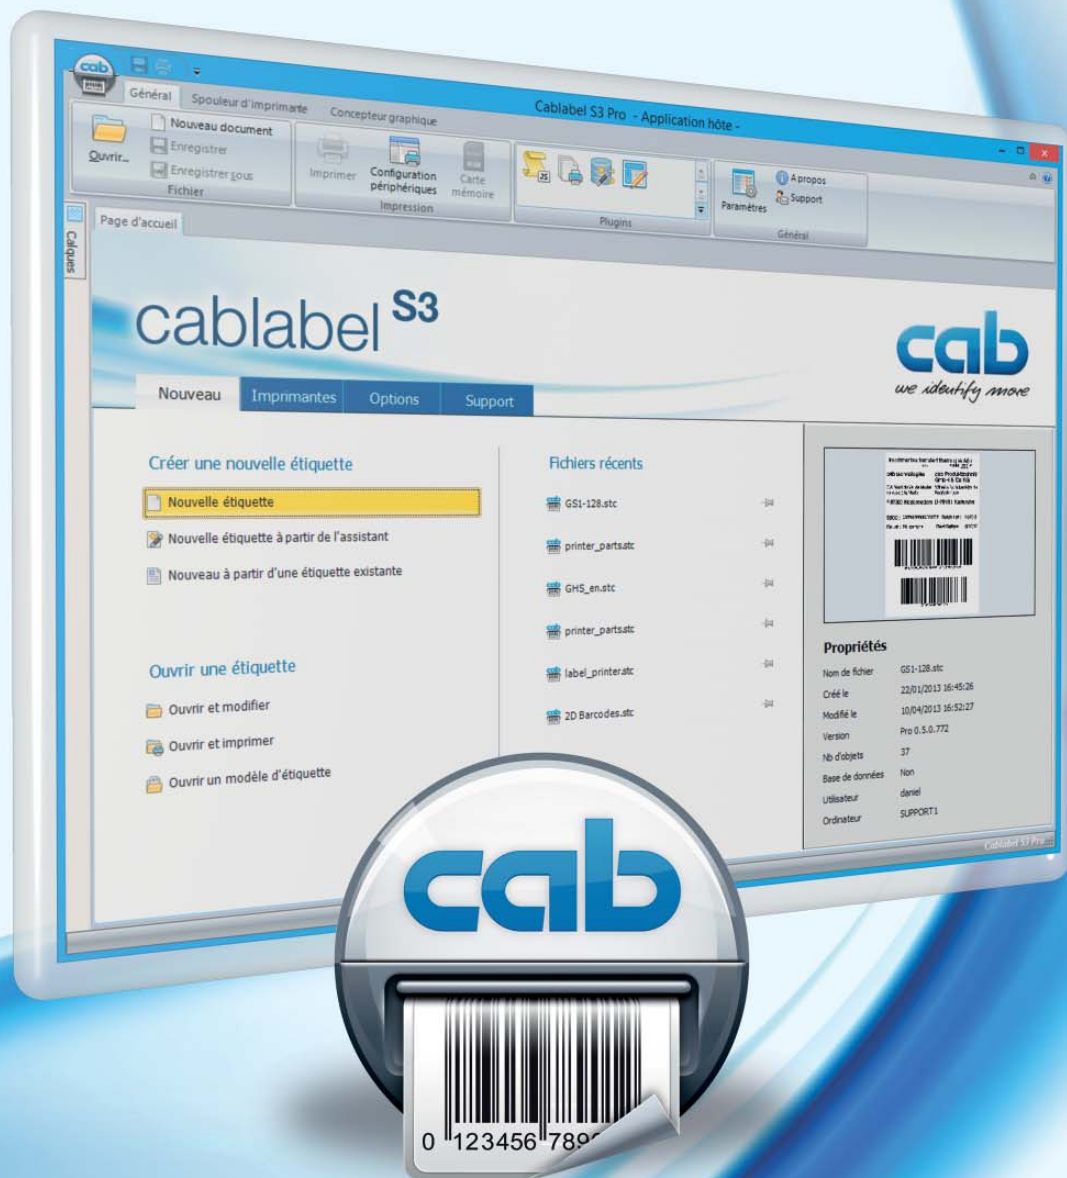 cab
Cablabel S3 Pro - Application hôte -
Général
Spouleur d'imprimante
Concepteur graphique
Ouvrir...
Nouveau document
Enregistrer
Enregistrer sous
Fichier
Imprimer
Configuration
périphériques
Carte
mémoire
Impression
JS
Plugins
Paramètres
A propos
Support
Général
Calques
Page d'accueil
cablabel S3
cab
we identify more
Nouveau
Imprimantes
Options
Support
Créer une nouvelle étiquette
Nouvelle étiquette
Nouvelle étiquette à partir de l'assistant
Nouveau à partir d'une étiquette existante
Ouvrir une étiquette
Ouvrir et modifier
Ouvrir et imprimer
Ouvrir un modèle d'étiquette
Fichiers récents
GS1-128.stc
printer_parts.stc
GHS_en.stc
printer_parts.stc
label_printer.stc
2D Barcodes.stc
Propriétés
Nom de fichier GS1-128.stc
Créé le 22/01/2013 16:45:26
Modifié le 10/04/2013 16:52:27
Version Pro 0.5.0.772
Nb d'objets 37
Base de données Non
Utilisateur daniel
Ordinateur SUPPORT1
Cablabel S3 Pro
cab
0 123456 789